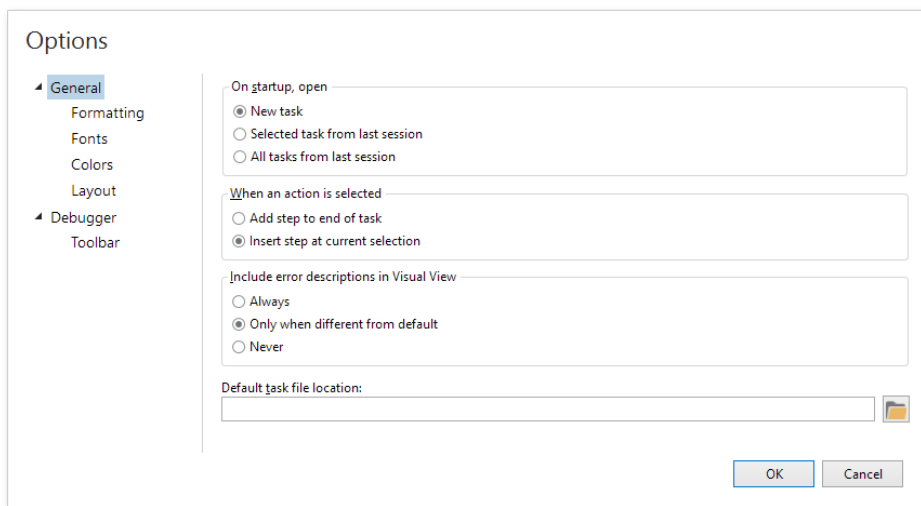 Options
General
Formatting
Fonts
Colors
Layout
Debugger
Toolbar
On startup, open
New task
Selected task from last session
All tasks from last session
When an action is selected
Add step to end of task
Insert step at current selection
Include error descriptions in Visual View
Always
Only when different from default
Never
Default task file location:
OK
Cancel